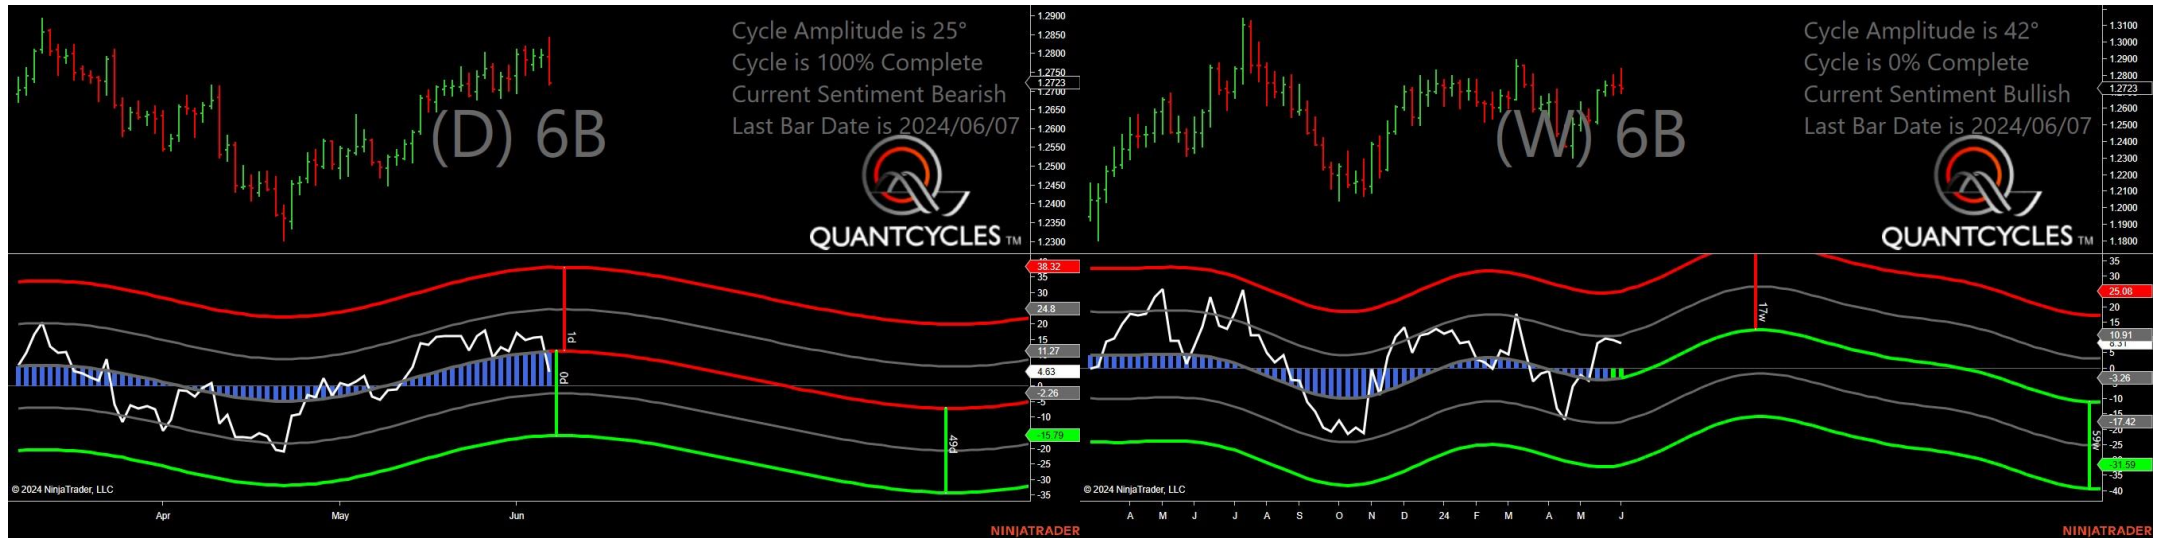 Cycle Amplitude is 25°
Cycle is 100% Complete
Current Sentiment Bearish
Last Bar Date is 2024/06/07
(D) 6B
QUANTCYCLES TM
1.2900
1.2850
1.2800
1.2750
1.2723
1.2700
1.2650
1.2600
1.2550
1.2500
1.2450
1.2400
1.2350
1.2300
38.32
35
30
24.8
20
15
11.27
4.63
0
-2.26
-5
-10
-15.79
-20
-25
-30
-35
1d
0d
49d
© 2024 NinjaTrader, LLC
Apr May Jun
NINJATRADER
Cycle Amplitude is 42°
Cycle is 0% Complete
Current Sentiment Bullish
Last Bar Date is 2024/06/07
(W) 6B
QUANTCYCLES TM
1.3100
1.3000
1.2900
1.2800
1.2723
1.2600
1.2500
1.2400
1.2300
1.2200
1.2100
1.2000
1.1900
1.1800
35
30
25.08
20
15
10.91
8.31
5
0
-3.26
-10
-17.42
-25
-31.59
-35
-40
17w
59w
© 2024 NinjaTrader, LLC
A M J J A S O N D 24 F M A M J
NINJATRADER